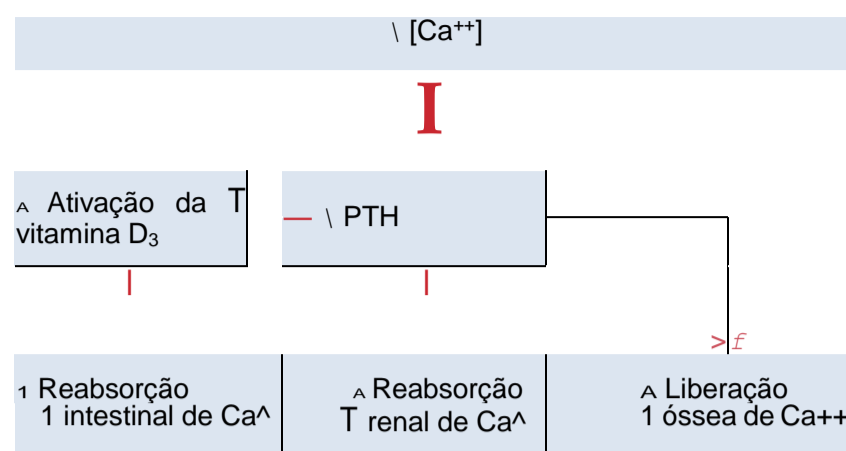 \ [Ca⁺⁺]
I
A Ativação da T
vitamina D₃
— \ PTH
>f
1 Reabsorção
1 intestinal de Ca^
A Reabsorção
T renal de Ca^
A Liberação
1 óssea de Ca++